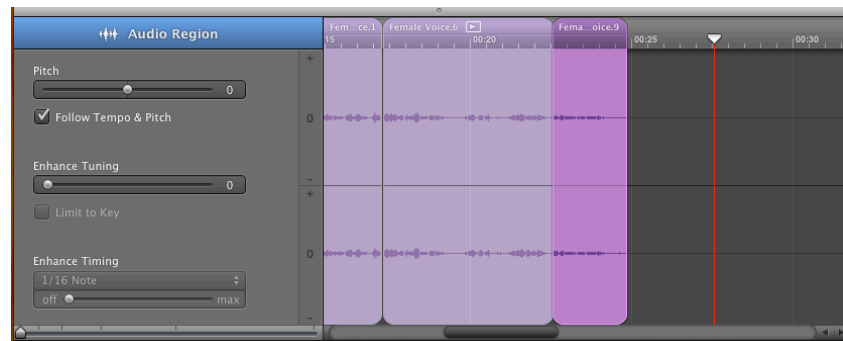 Audio Region
Pitch
0
Follow Tempo & Pitch
Enhance Tuning
0
Limit to Key
Enhance Timing
1/16 Note
off max
+
0
−
+
0
−
Fem...ce.1 Female Voice.6 Fema...oice.9
15 00:20 00:25 00:30